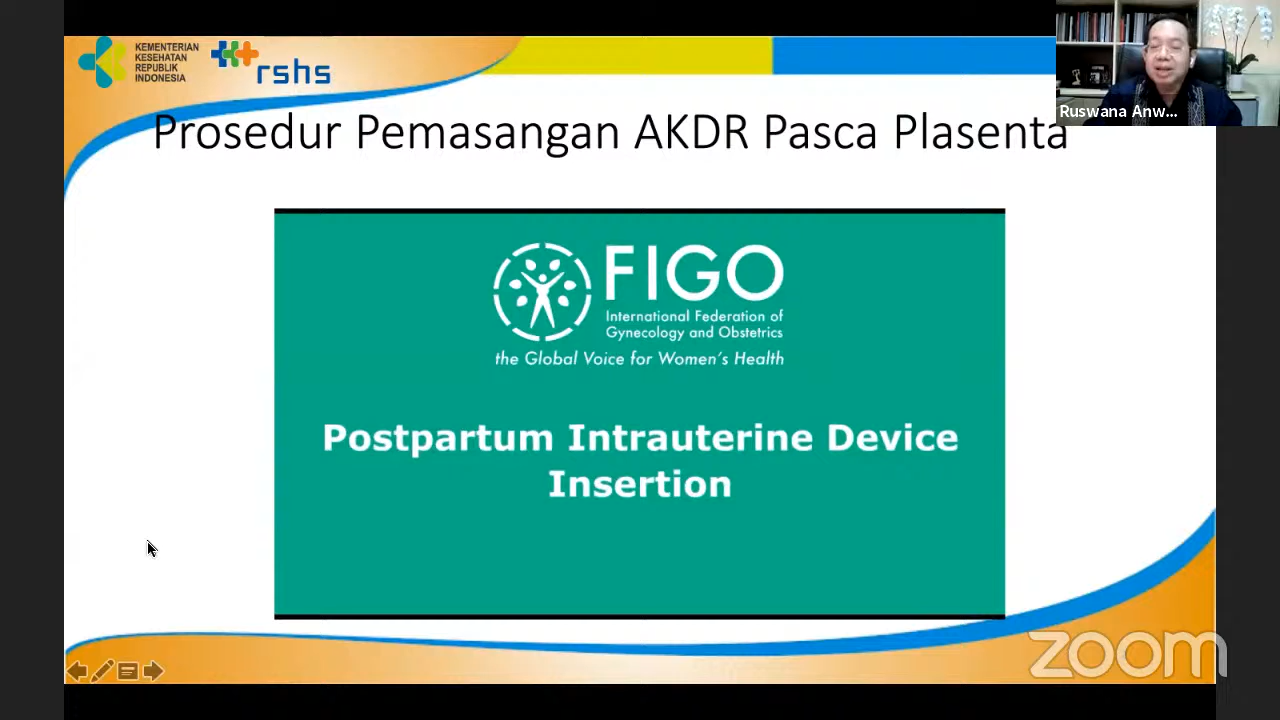 KEMENTERIAN
KESEHATAN
REPUBLIK
INDONESIA
rshs
Ruswana Anw...
Prosedur Pemasangan AKDR Pasca Plasenta
FIGO
International Federation of
Gynecology and Obstetrics
the Global Voice for Women's Health
Postpartum Intrauterine Device
Insertion
zoom